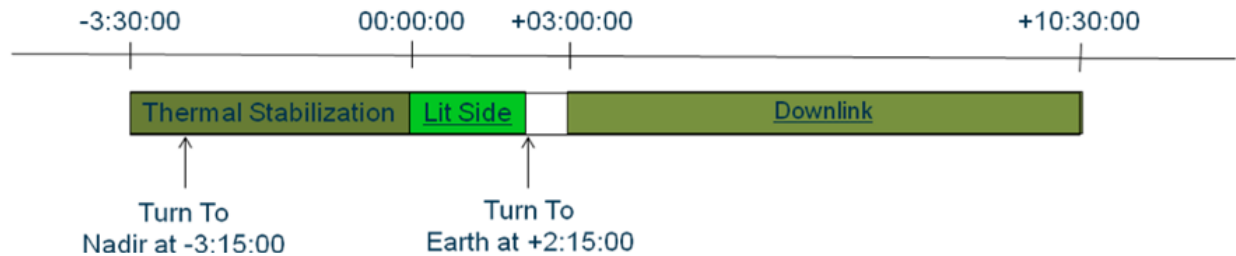 -3:30:00 00:00:00 +03:00:00 +10:30:00
Thermal Stabilization Lit Side Downlink
Turn To
Nadir at -3:15:00
Turn To
Earth at +2:15:00